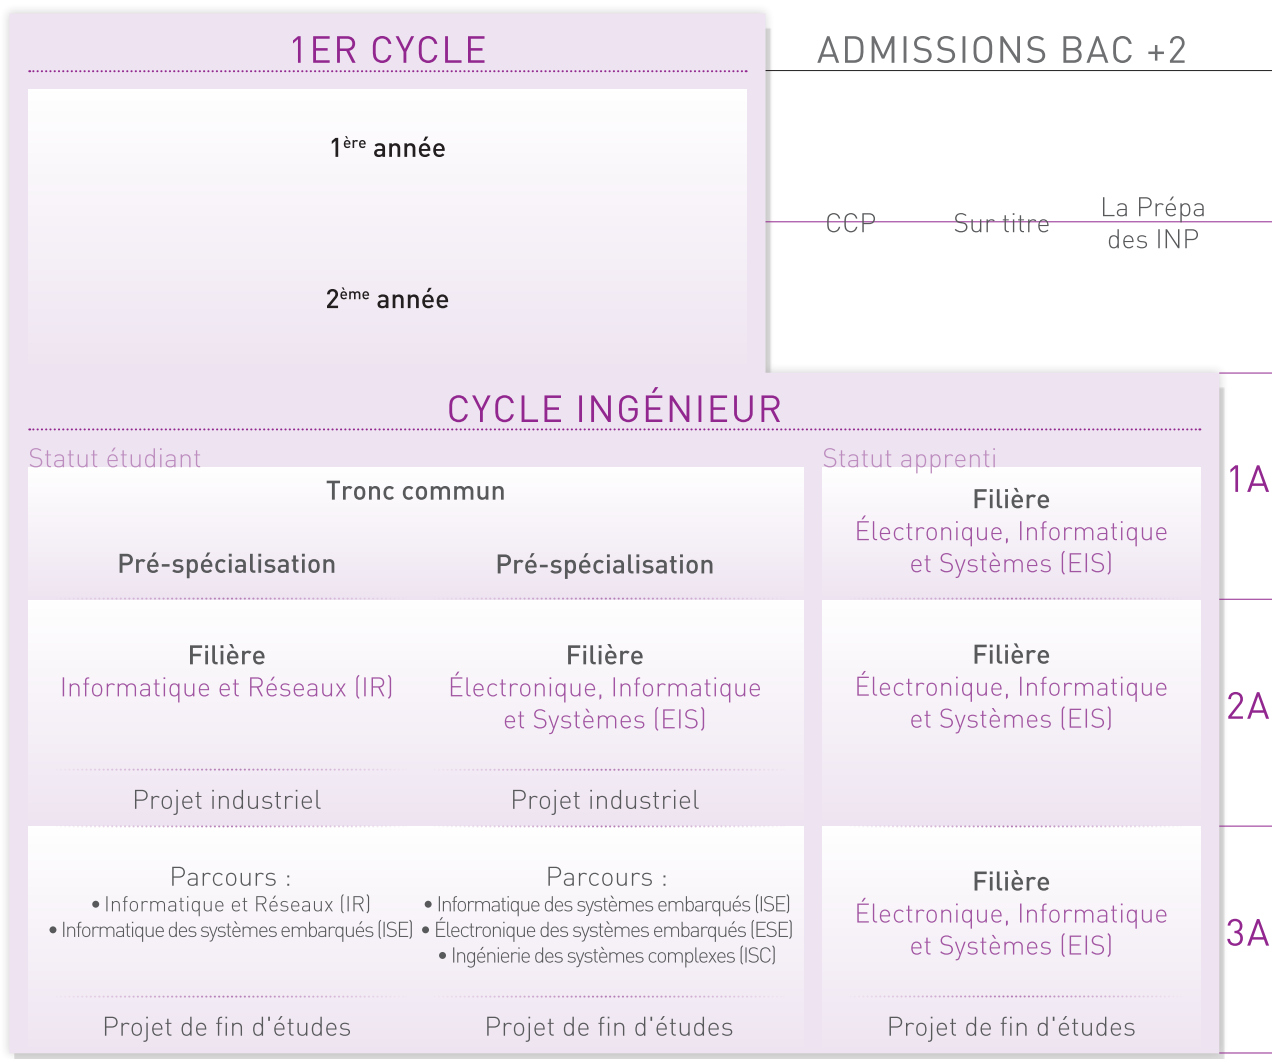 1ER CYCLE
ADMISSIONS BAC +2
1ère année
CCP
Sur titre
La Prépa
des INP
2ème année
CYCLE INGÉNIEUR
Statut étudiant
Statut apprenti
1A
Tronc commun
Pré-spécialisation
Pré-spécialisation
Filière
Électronique, Informatique
et Systèmes (EIS)
2A
Filière
Informatique et Réseaux (IR)
Projet industriel
Filière
Électronique, Informatique
et Systèmes (EIS)
Projet industriel
Filière
Électronique, Informatique
et Systèmes (EIS)
3A
Parcours :
• Informatique et Réseaux (IR)
• Informatique des systèmes embarqués (ISE)
Projet de fin d'études
Parcours :
• Informatique des systèmes embarqués (ISE)
• Électronique des systèmes embarqués (ESE)
• Ingénierie des systèmes complexes (ISC)
Projet de fin d'études
Filière
Électronique, Informatique
et Systèmes (EIS)
Projet de fin d'études